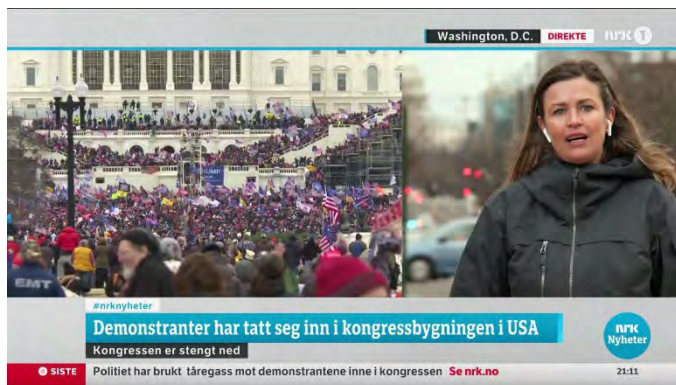 Washington, D.C. DIREKTE nrk 1
TRUMP
EMT
#nrknyheter
Demonstranter har tatt seg inn i kongressbygningen i USA
Kongressen er stengt ned
nrk
Nyheter
SISTE Politiet har brukt tåregass mot demonstrantene inne i kongressen Se nrk.no 21:11